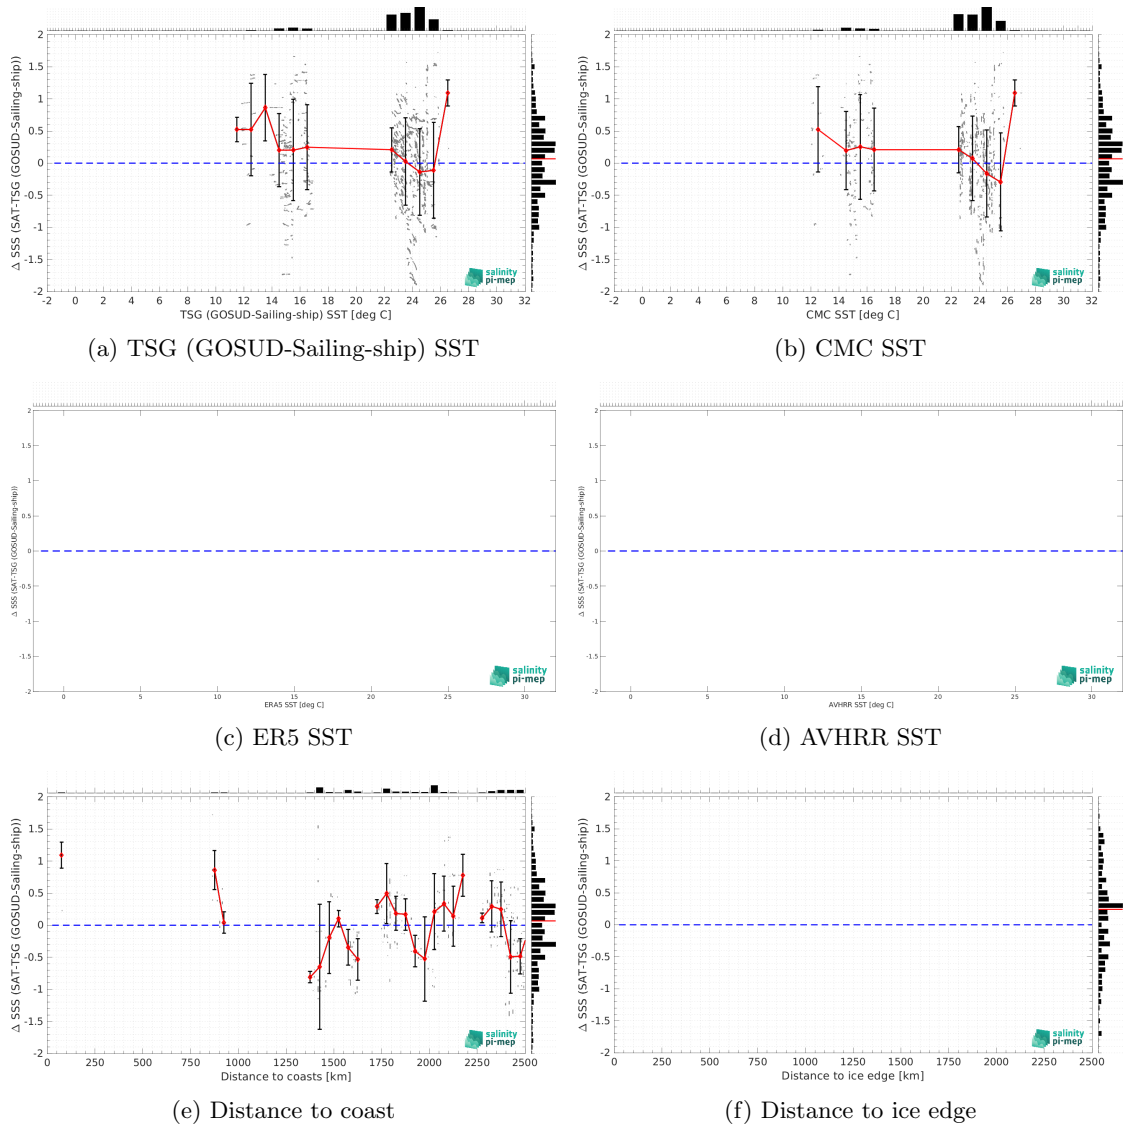 2
1.5
1
0.5
0
-0.5
-1
-1.5
-2
Δ SSS (SAT-TSG (GOSUD-Sailing-ship))
-2 0 2 4 6 8 10 12 14 16 18 20 22 24 26 28 30 32
TSG (GOSUD-Sailing-ship) SST [deg C]
salinity
pi-mep
(a) TSG (GOSUD-Sailing-ship) SST
2
1.5
1
0.5
0
-0.5
-1
-1.5
-2
Δ SSS (SAT-TSG (GOSUD-Sailing-ship))
-2 0 2 4 6 8 10 12 14 16 18 20 22 24 26 28 30 32
CMC SST [deg C]
salinity
pi-mep
(b) CMC SST
2
1.5
1
0.5
0
-0.5
-1
-1.5
-2
Δ SSS (SAT-TSG (GOSUD-Sailing-ship))
0 5 10 15 20 25 30
ERA5 SST [deg C]
salinity
pi-mep
(c) ER5 SST
2
1.5
1
0.5
0
-0.5
-1
-1.5
-2
Δ SSS (SAT-TSG (GOSUD-Sailing-ship))
0 5 10 15 20 25 30
AVHRR SST [deg C]
salinity
pi-mep
(d) AVHRR SST
2
1.5
1
0.5
0
-0.5
-1
-1.5
-2
Δ SSS (SAT-TSG (GOSUD-Sailing-ship))
0 250 500 750 1000 1250 1500 1750 2000 2250 2500
Distance to coasts [km]
salinity
pi-mep
(e) Distance to coast
2
1.5
1
0.5
0
-0.5
-1
-1.5
-2
Δ SSS (SAT-TSG (GOSUD-Sailing-ship))
0 250 500 750 1000 1250 1500 1750 2000 2250 2500
Distance to ice edge [km]
salinity
pi-mep
(f) Distance to ice edge